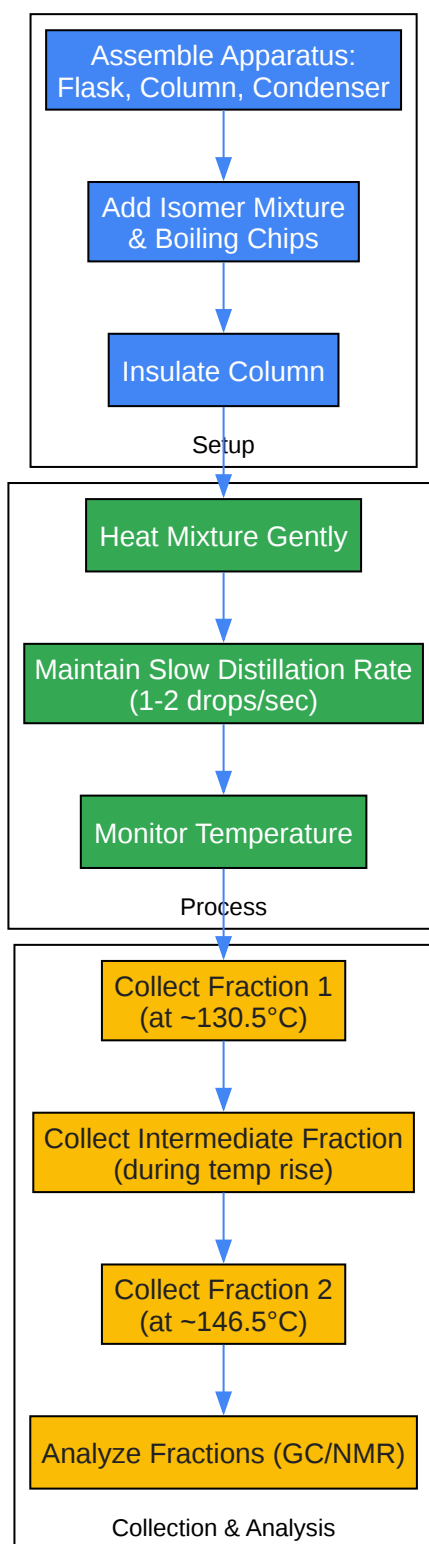 Assemble Apparatus:
Flask, Column, Condenser
Add Isomer Mixture
& Boiling Chips
Insulate Column
Setup
Heat Mixture Gently
Maintain Slow Distillation Rate
(1-2 drops/sec)
Monitor Temperature
Process
Collect Fraction 1
(at ~130.5°C)
Collect Intermediate Fraction
(during temp rise)
Collect Fraction 2
(at ~146.5°C)
Analyze Fractions (GC/NMR)
Collection & Analysis